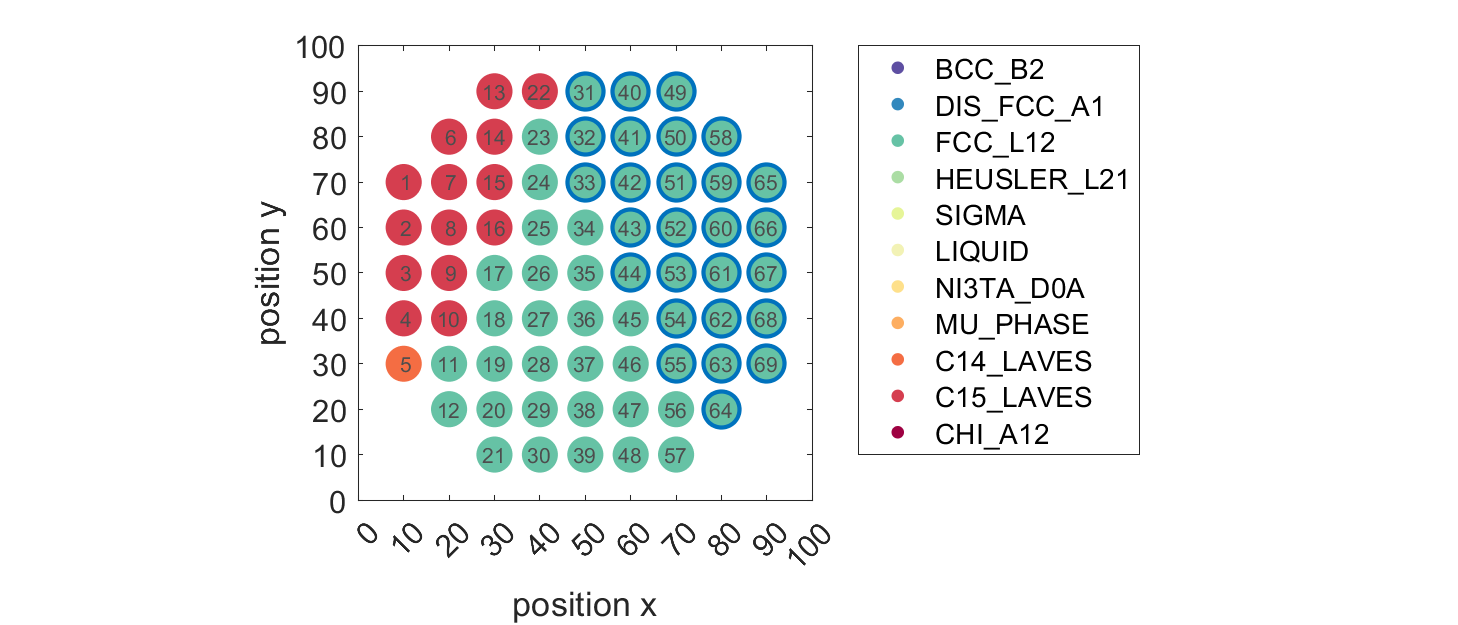 100
90
80
70
60
50
40
30
20
10
0
position y
13 22 31 40 49
6 14 23 32 41 50 58
1 7 15 24 33 42 51 59 65
2 8 16 25 34 43 52 60 66
3 9 17 26 35 44 53 61 67
4 10 18 27 36 45 54 62 68
5 11 19 28 37 46 55 63 69
12 20 29 38 47 56 64
21 30 39 48 57
0 10 20 30 40 50 60 70 80 90 100
position x
BCC_B2
DIS_FCC_A1
FCC_L12
HEUSLER_L21
SIGMA
LIQUID
NI3TA_D0A
MU_PHASE
C14_LAVES
C15_LAVES
CHI_A12